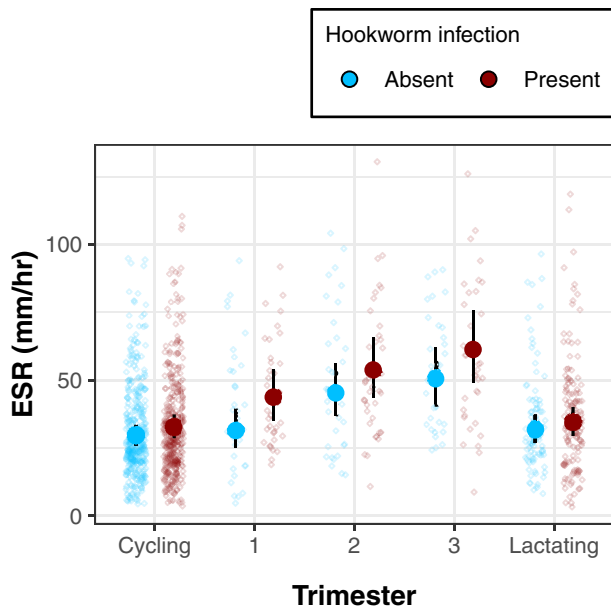 Hookworm infection
Absent Present
100
50
0
ESR (mm/hr)
Cycling 1 2 3 Lactating
Trimester